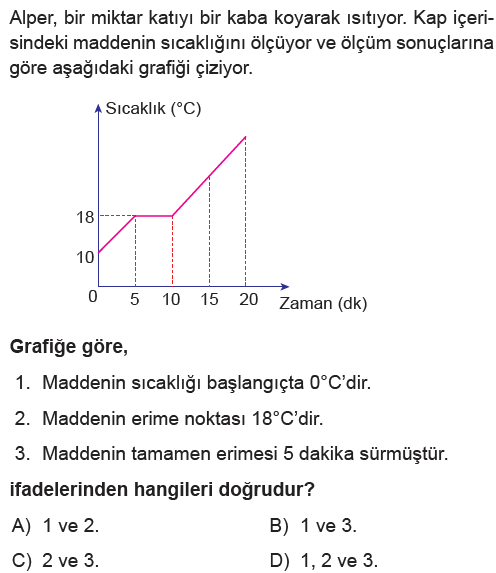 Alper, bir miktar katıyı bir kaba koyarak ısıtıyor. Kap içeri-
sindeki maddenin sıcaklığını ölçüyor ve ölçüm sonuçlarına
göre aşağıdaki grafiği çiziyor.
Sıcaklık (°C)
18
10
0 5 10 15 20 Zaman (dk)
Grafiğe göre,
1. Maddenin sıcaklığı başlangıçta 0°C'dir.
2. Maddenin erime noktası 18°C'dir.
3. Maddenin tamamen erimesi 5 dakika sürmüştür.
ifadelerinden hangileri doğrudur?
A) 1 ve 2. B) 1 ve 3.
C) 2 ve 3. D) 1, 2 ve 3.